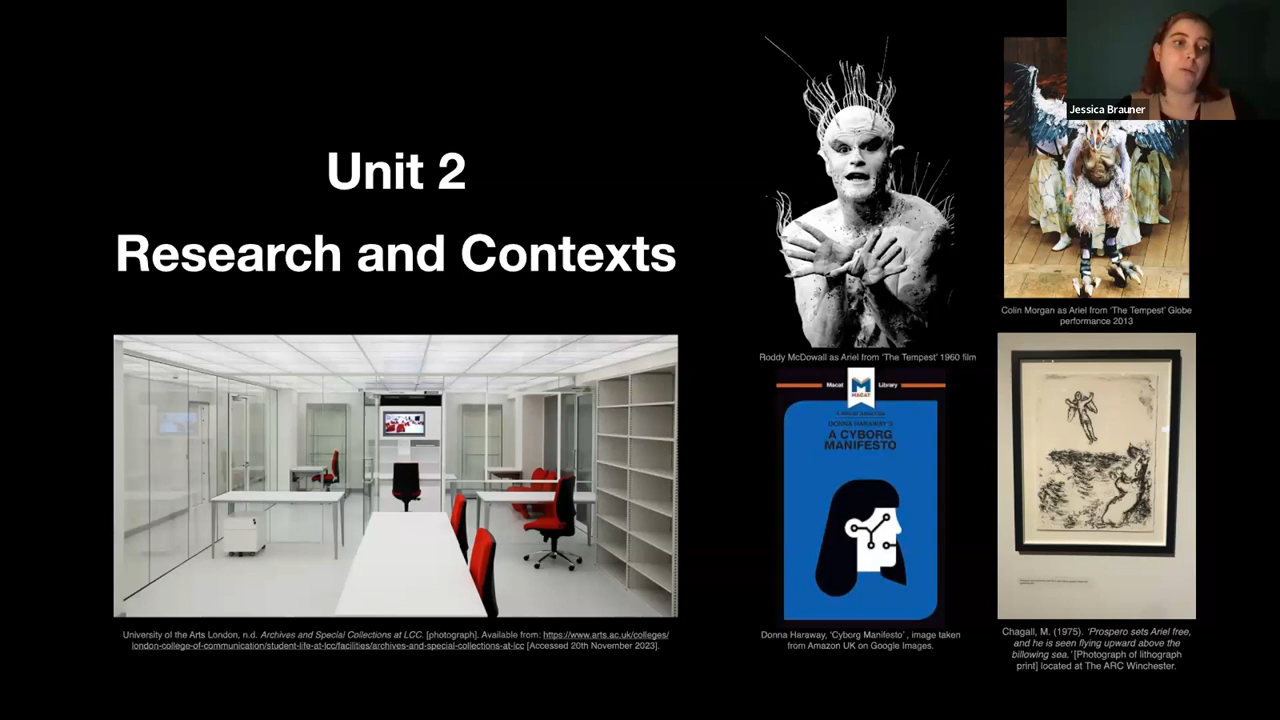 Unit 2
Research and Contexts
Jessica Brauner
University of the Arts London, n.d. Archives and Special Collections at LCC. [photograph]. Available from: https://www.arts.ac.uk/colleges/
london-college-of-communication/student-life-at-lcc/facilities/archives-and-special-collections-at-lcc [Accessed 20th November 2023].
Roddy McDowall as Ariel from 'The Tempest' 1960 film
Colin Morgan as Ariel from 'The Tempest' Globe
performance 2013
Macat
Library
MACAT
DONNA HARAWAY'S
A CYBORG
MANIFESTO
Donna Haraway, 'Cyborg Manifesto' , image taken
from Amazon UK on Google Images.
Chagall, M. (1975). 'Prospero sets Ariel free,
and he is seen flying upward above the
billowing sea.' [Photograph of lithograph
print] located at The ARC Winchester.